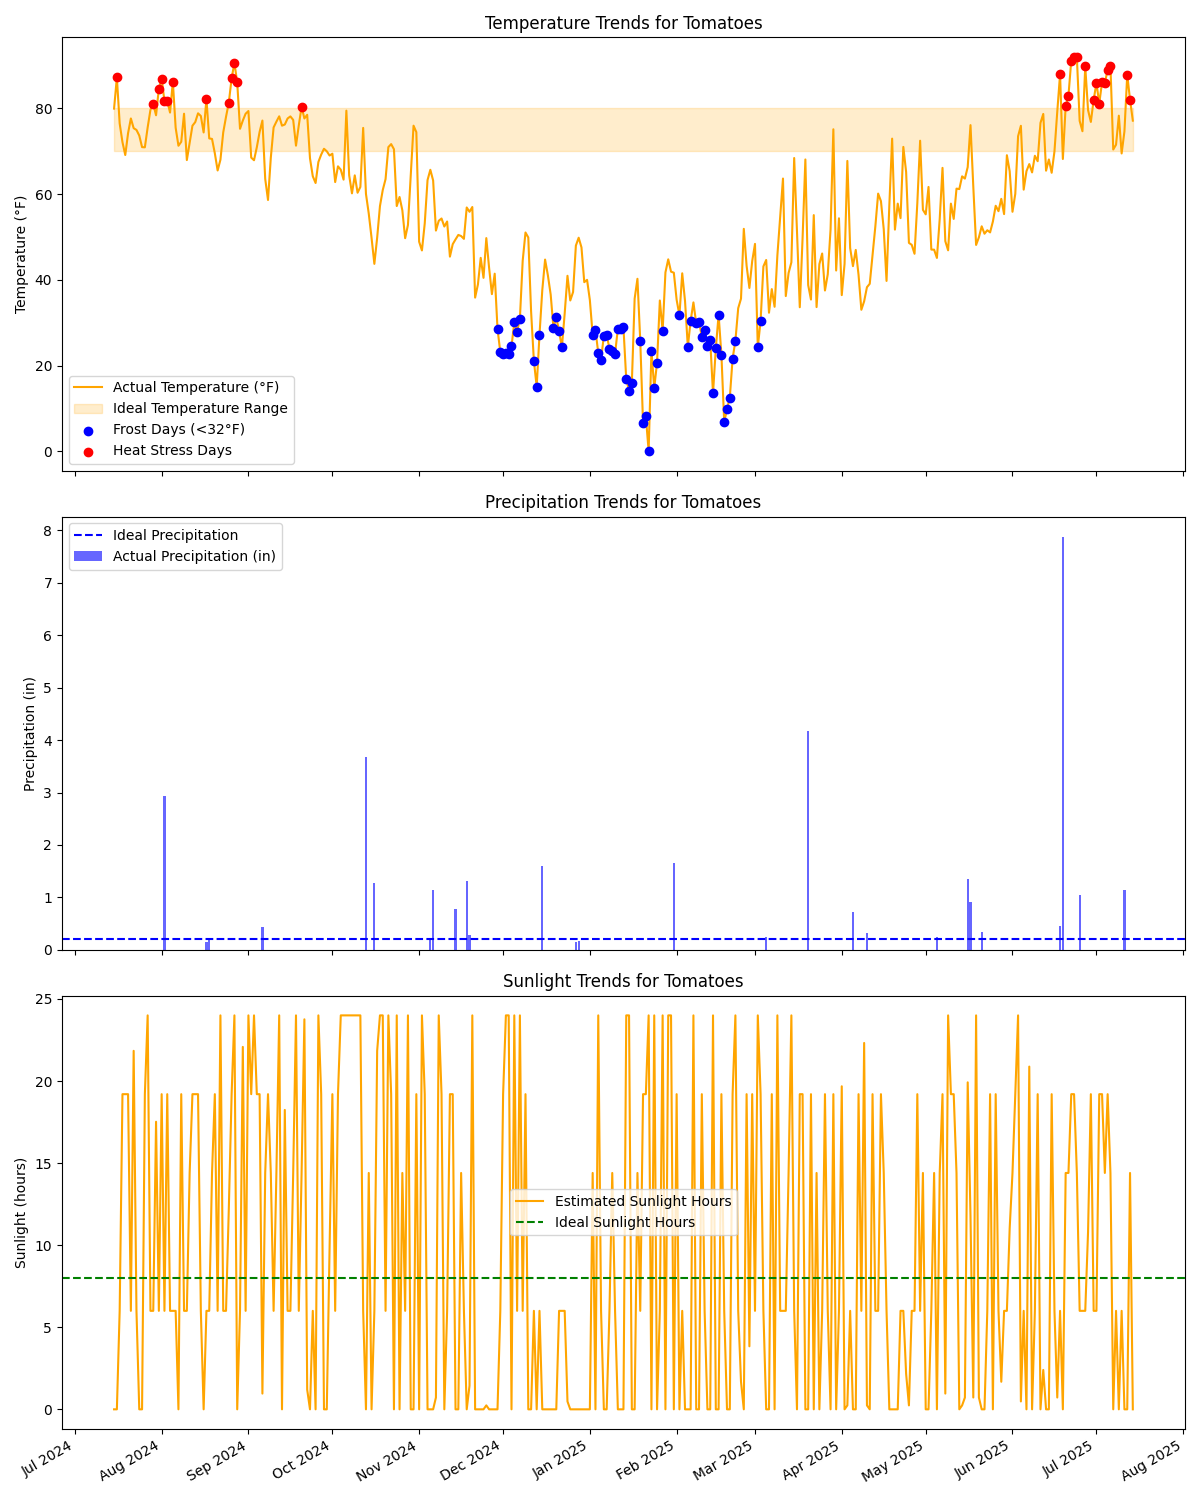 Temperature Trends for Tomatoes
Temperature (°F)
80
60
40
20
0
Actual Temperature (°F)
Ideal Temperature Range
Frost Days (<32°F)
Heat Stress Days
Precipitation Trends for Tomatoes
Precipitation (in)
8
7
6
5
4
3
2
1
0
Ideal Precipitation
Actual Precipitation (in)
Sunlight Trends for Tomatoes
Sunlight (hours)
25
20
15
10
5
0
Estimated Sunlight Hours
Ideal Sunlight Hours
Jul 2024
Aug 2024
Sep 2024
Oct 2024
Nov 2024
Dec 2024
Jan 2025
Feb 2025
Mar 2025
Apr 2025
May 2025
Jun 2025
Jul 2025
Aug 2025